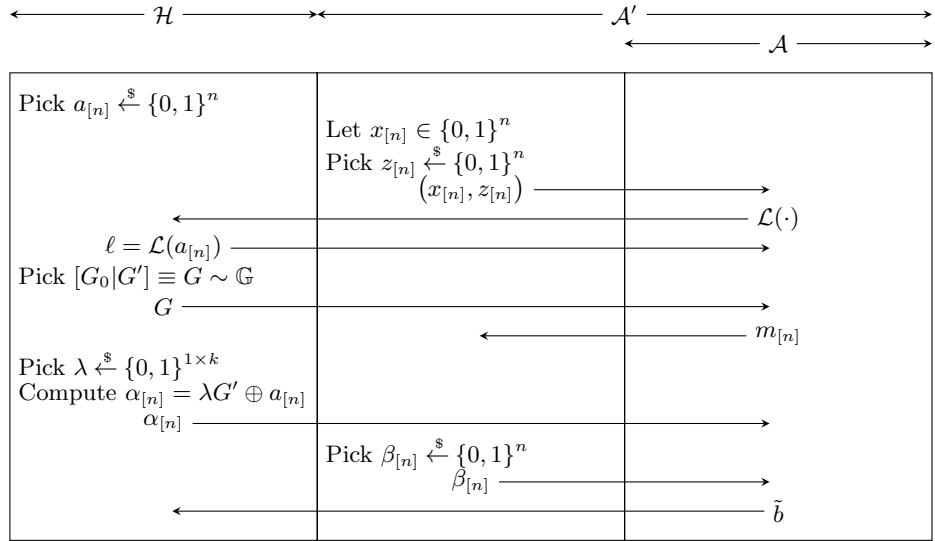 ℋ 𝒜′
𝒜
Pick a_{[n]} ←$ {0, 1}^n
Let x_{[n]} ∈ {0, 1}^n
Pick z_{[n]} ←$ {0, 1}^n
(x_{[n]}, z_{[n]})
ℒ(·)
ℓ = ℒ(a_{[n]})
Pick [G_0|G′] ≡ G ∼ 𝔾
G
m_{[n]}
Pick λ ←$ {0, 1}^{1×k}
Compute α_{[n]} = λG′ ⊕ a_{[n]}
α_{[n]}
Pick β_{[n]} ←$ {0, 1}^n
β_{[n]}
b̃